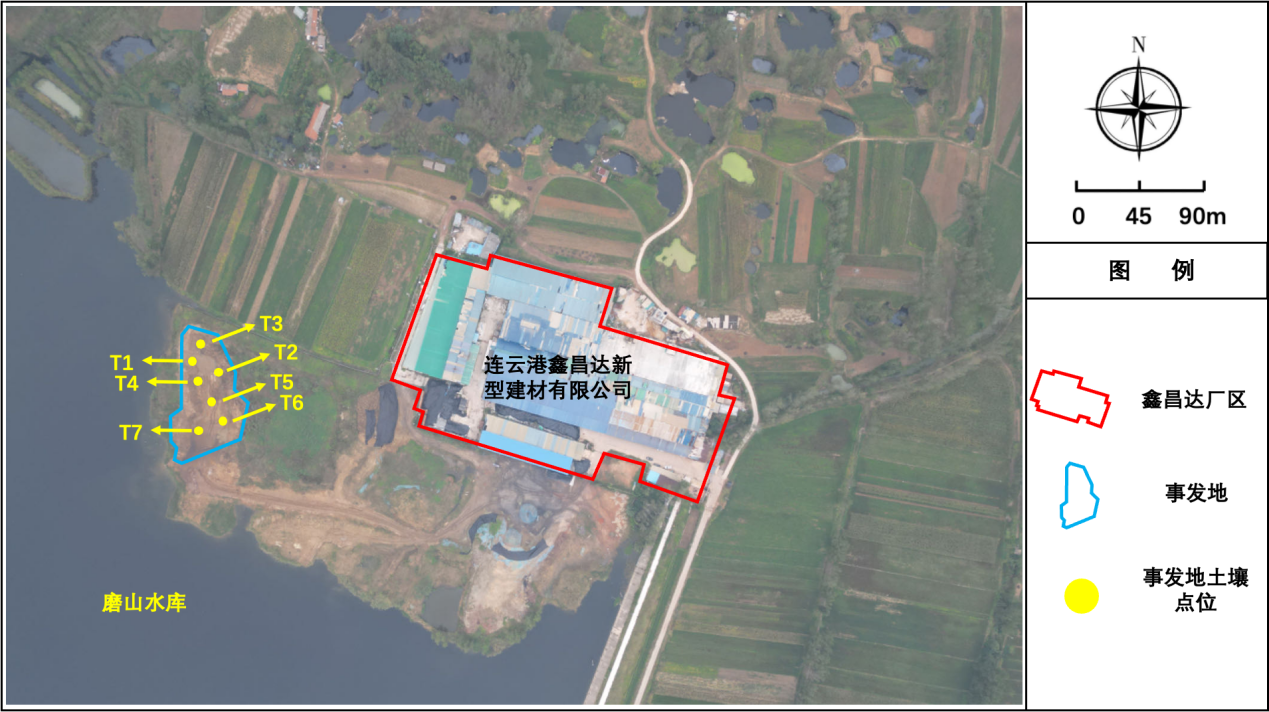 N
0 45 90m
图 例
鑫昌达厂区
事发地
事发地土壤
点位
T3
T1
T2
T4
T5
T6
T7
连云港鑫昌达新
型建材有限公司
磨山水库